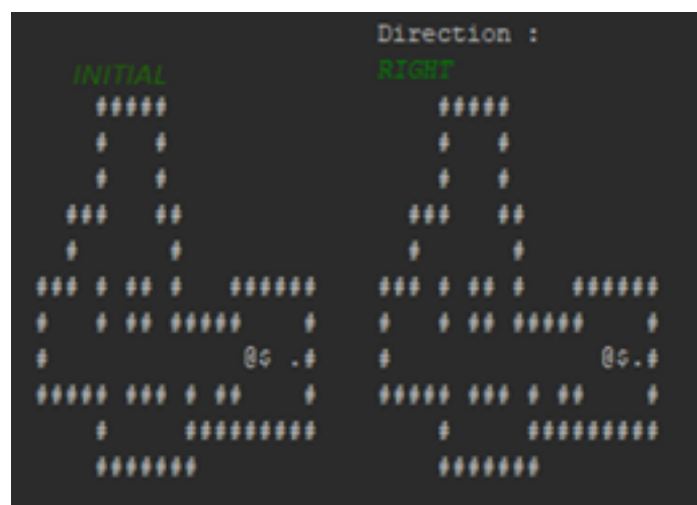 Direction :
INITIAL RIGHT
##### #####
# # # #
# # # #
### ## ### ##
# # # #
### # ## # ###### ### # ## # ######
# # ## ##### # # # ## ##### #
# @$ .# # @$.#
##### ### # ## # ##### ### # ## #
# ######### # #########
####### #######